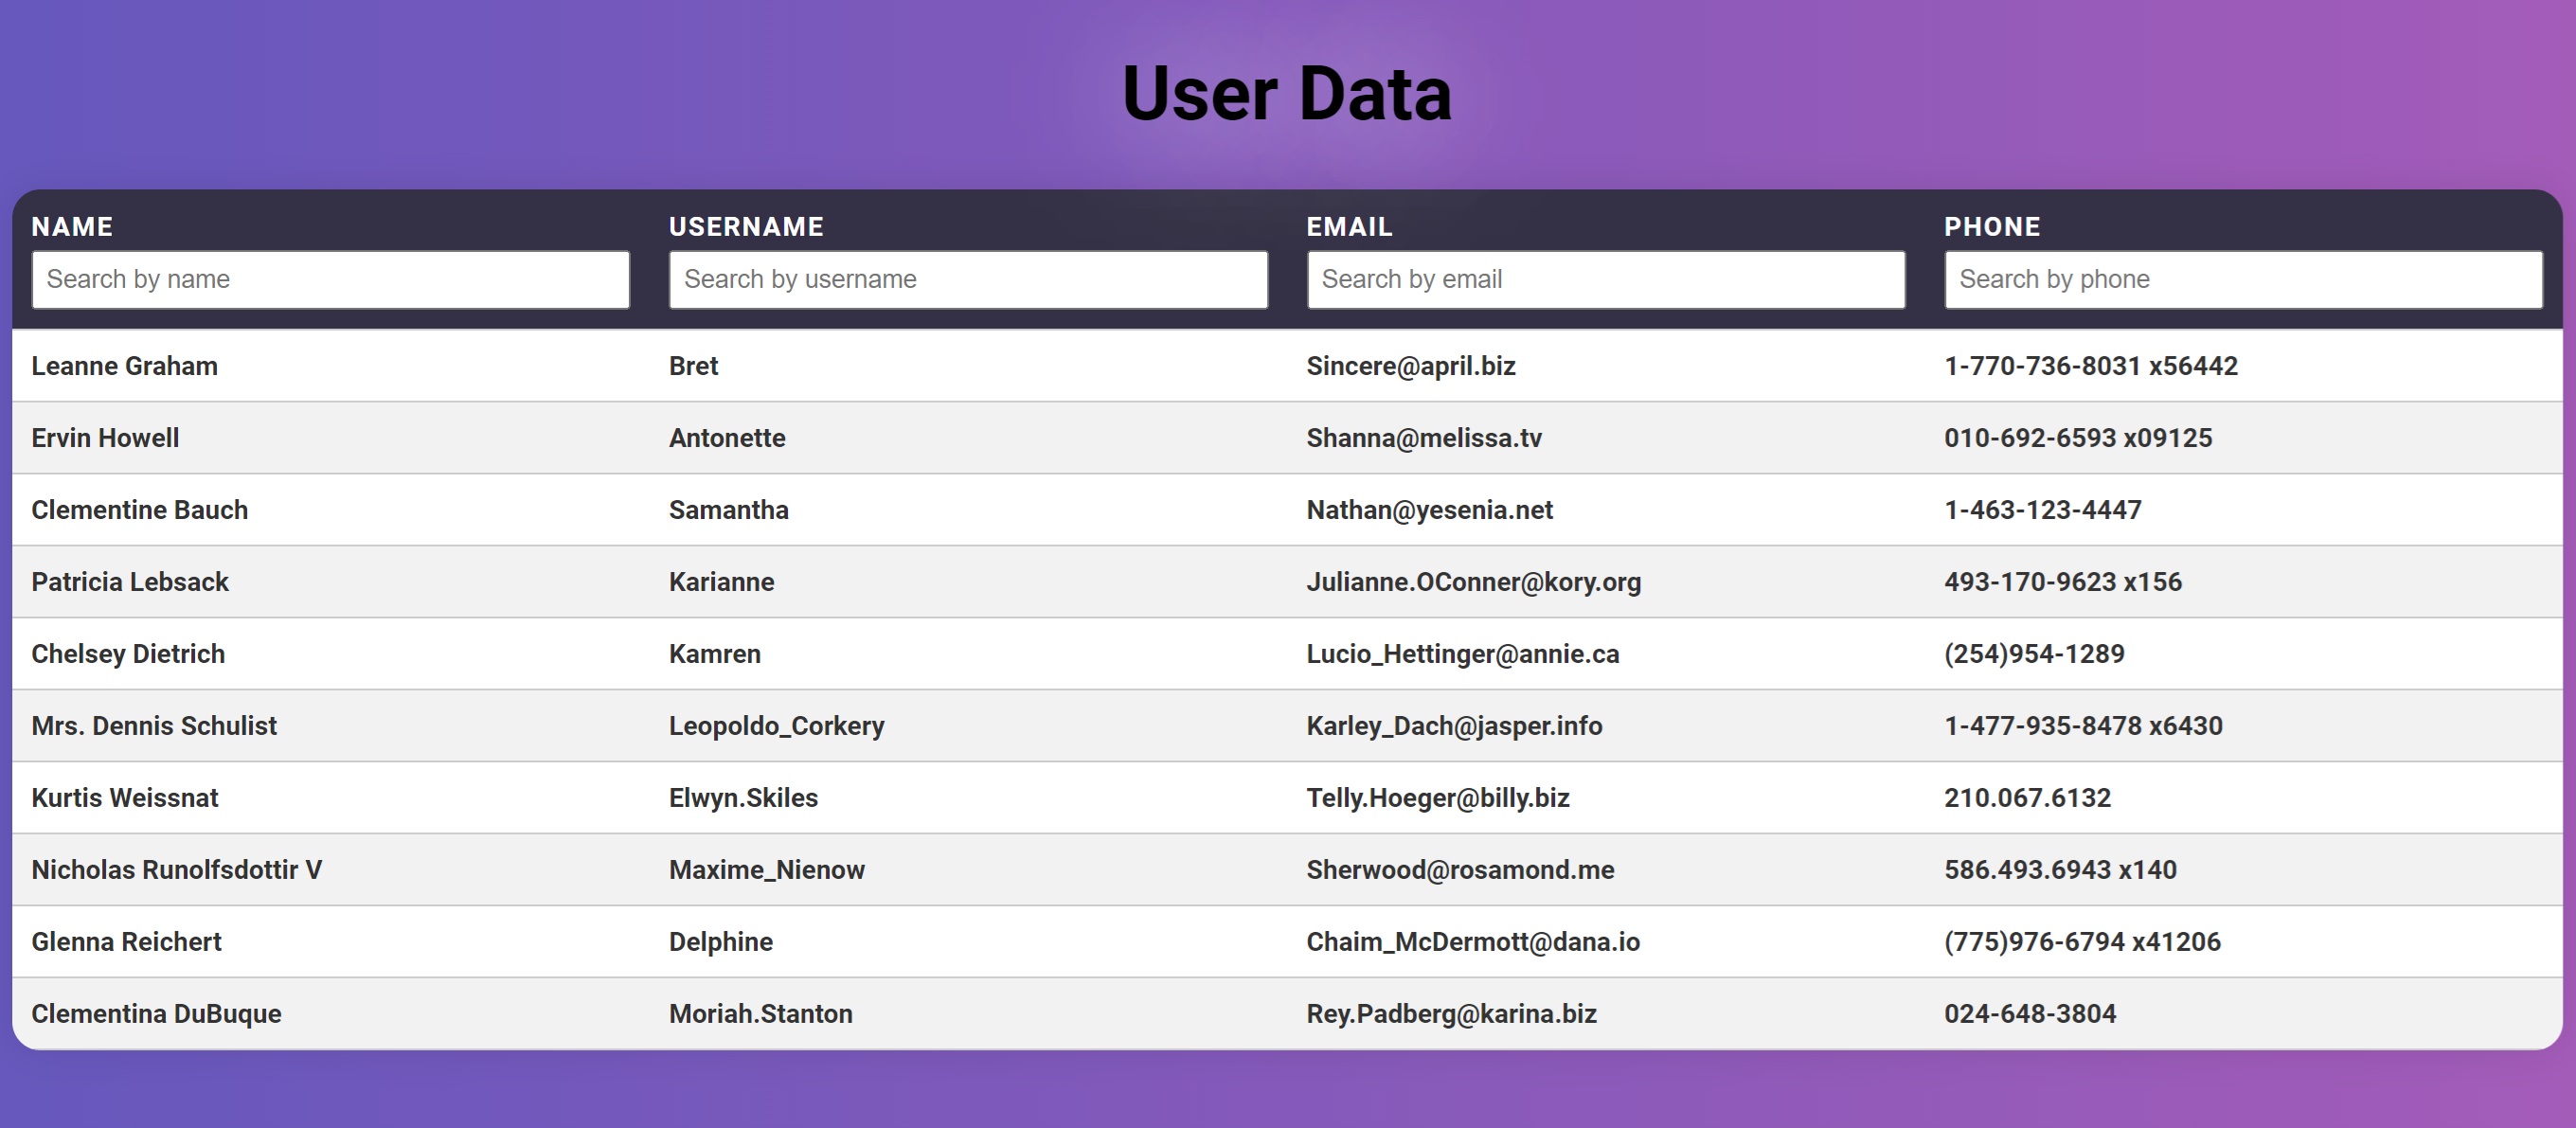 User Data
NAME USERNAME EMAIL PHONE
Search by name Search by username Search by email Search by phone
Leanne Graham Bret Sincere@april.biz 1-770-736-8031 x56442
Ervin Howell Antonette Shanna@melissa.tv 010-692-6593 x09125
Clementine Bauch Samantha Nathan@yesenia.net 1-463-123-4447
Patricia Lebsack Karianne Julianne.OConner@kory.org 493-170-9623 x156
Chelsey Dietrich Kamren Lucio_Hettinger@annie.ca (254)954-1289
Mrs. Dennis Schulist Leopoldo_Corkery Karley_Dach@jasper.info 1-477-935-8478 x6430
Kurtis Weissnat Elwyn.Skiles Telly.Hoeger@billy.biz 210.067.6132
Nicholas Runolfsdottir V Maxime_Nienow Sherwood@rosamond.me 586.493.6943 x140
Glenna Reichert Delphine Chaim_McDermott@dana.io (775)976-6794 x41206
Clementina DuBuque Moriah.Stanton Rey.Padberg@karina.biz 024-648-3804